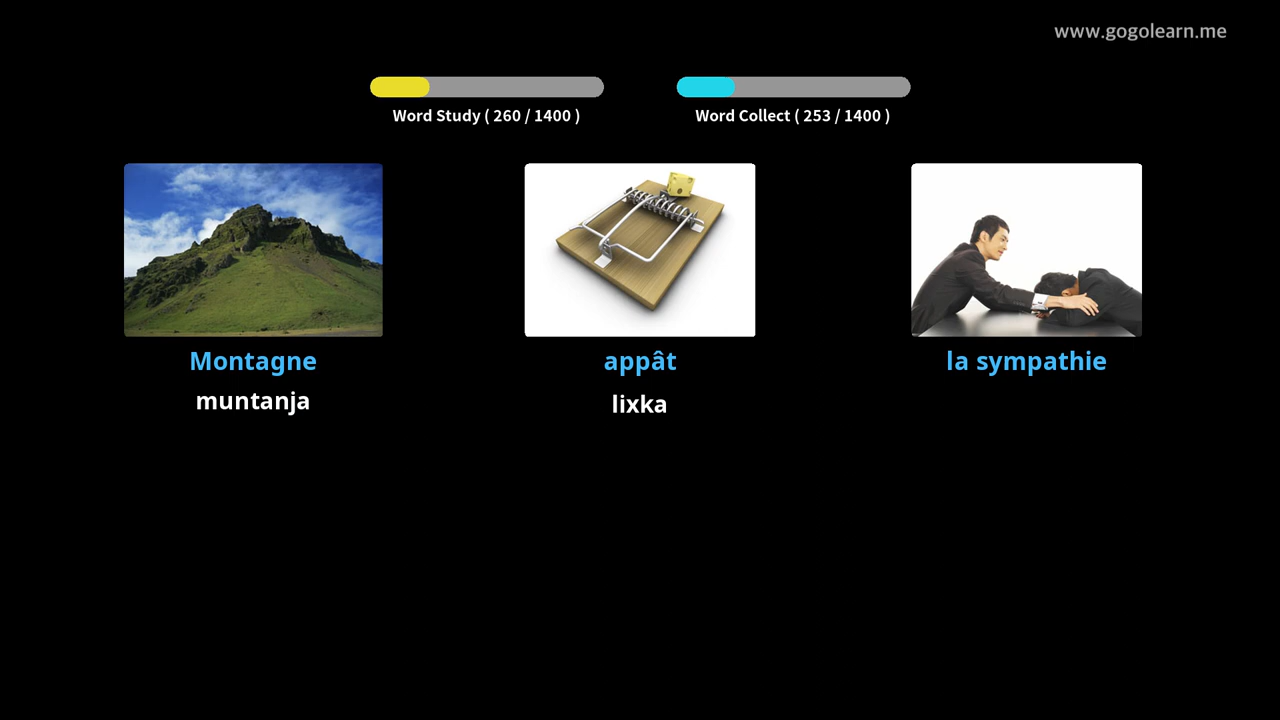 www.gogolearn.me
Word Study ( 260 / 1400 )
Word Collect ( 253 / 1400 )
Montagne
muntanja
appât
lixka
la sympathie